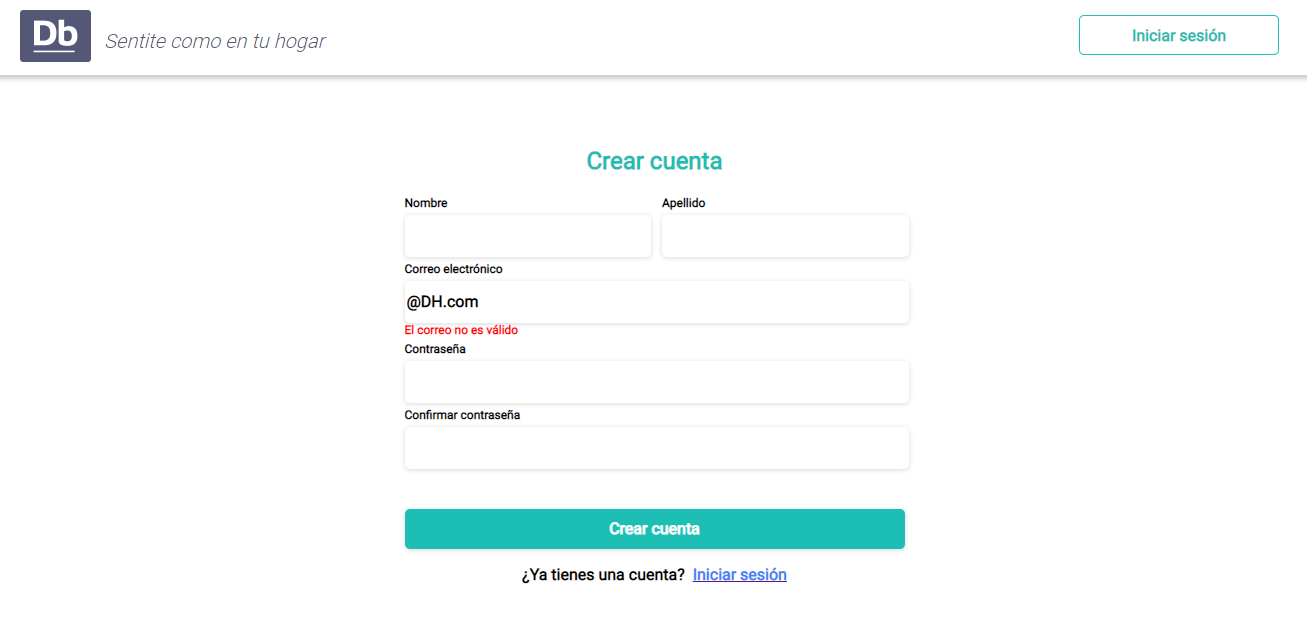 Db
Sentite como en tu hogar
Iniciar sesión
Crear cuenta
Nombre
Apellido
Correo electrónico
@DH.com
El correo no es válido
Contraseña
Confirmar contraseña
Crear cuenta
¿Ya tienes una cuenta? Iniciar sesión